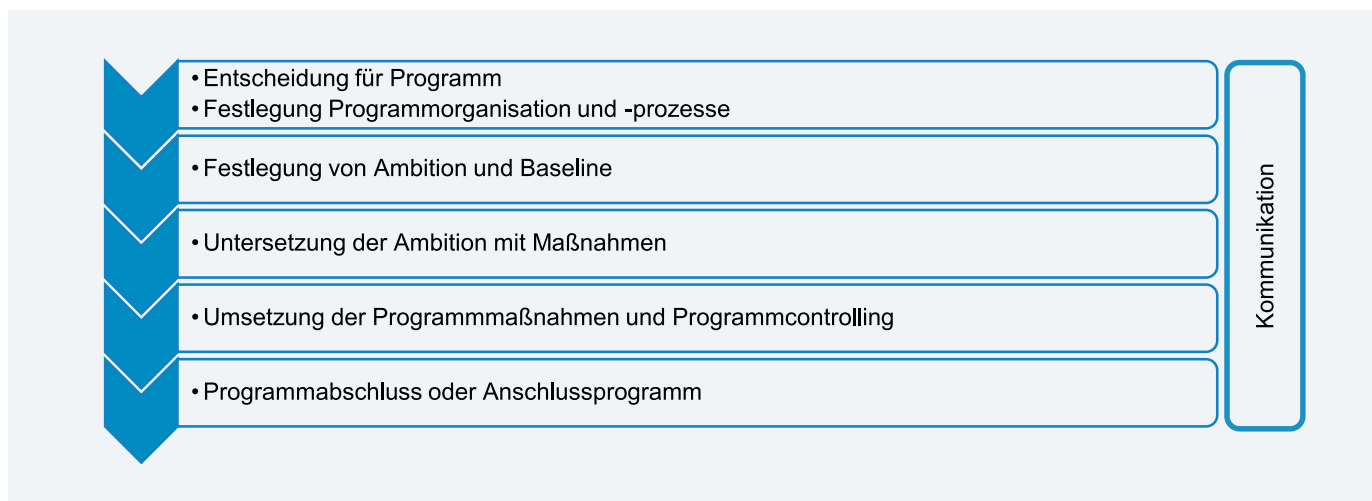 • Entscheidung für Programm
• Festlegung Programmorganisation und -prozesse
• Festlegung von Ambition und Baseline
• Untersetzung der Ambition mit Maßnahmen
• Umsetzung der Programmmaßnahmen und Programmcontrolling
• Programmabschluss oder Anschlussprogramm
Kommunikation